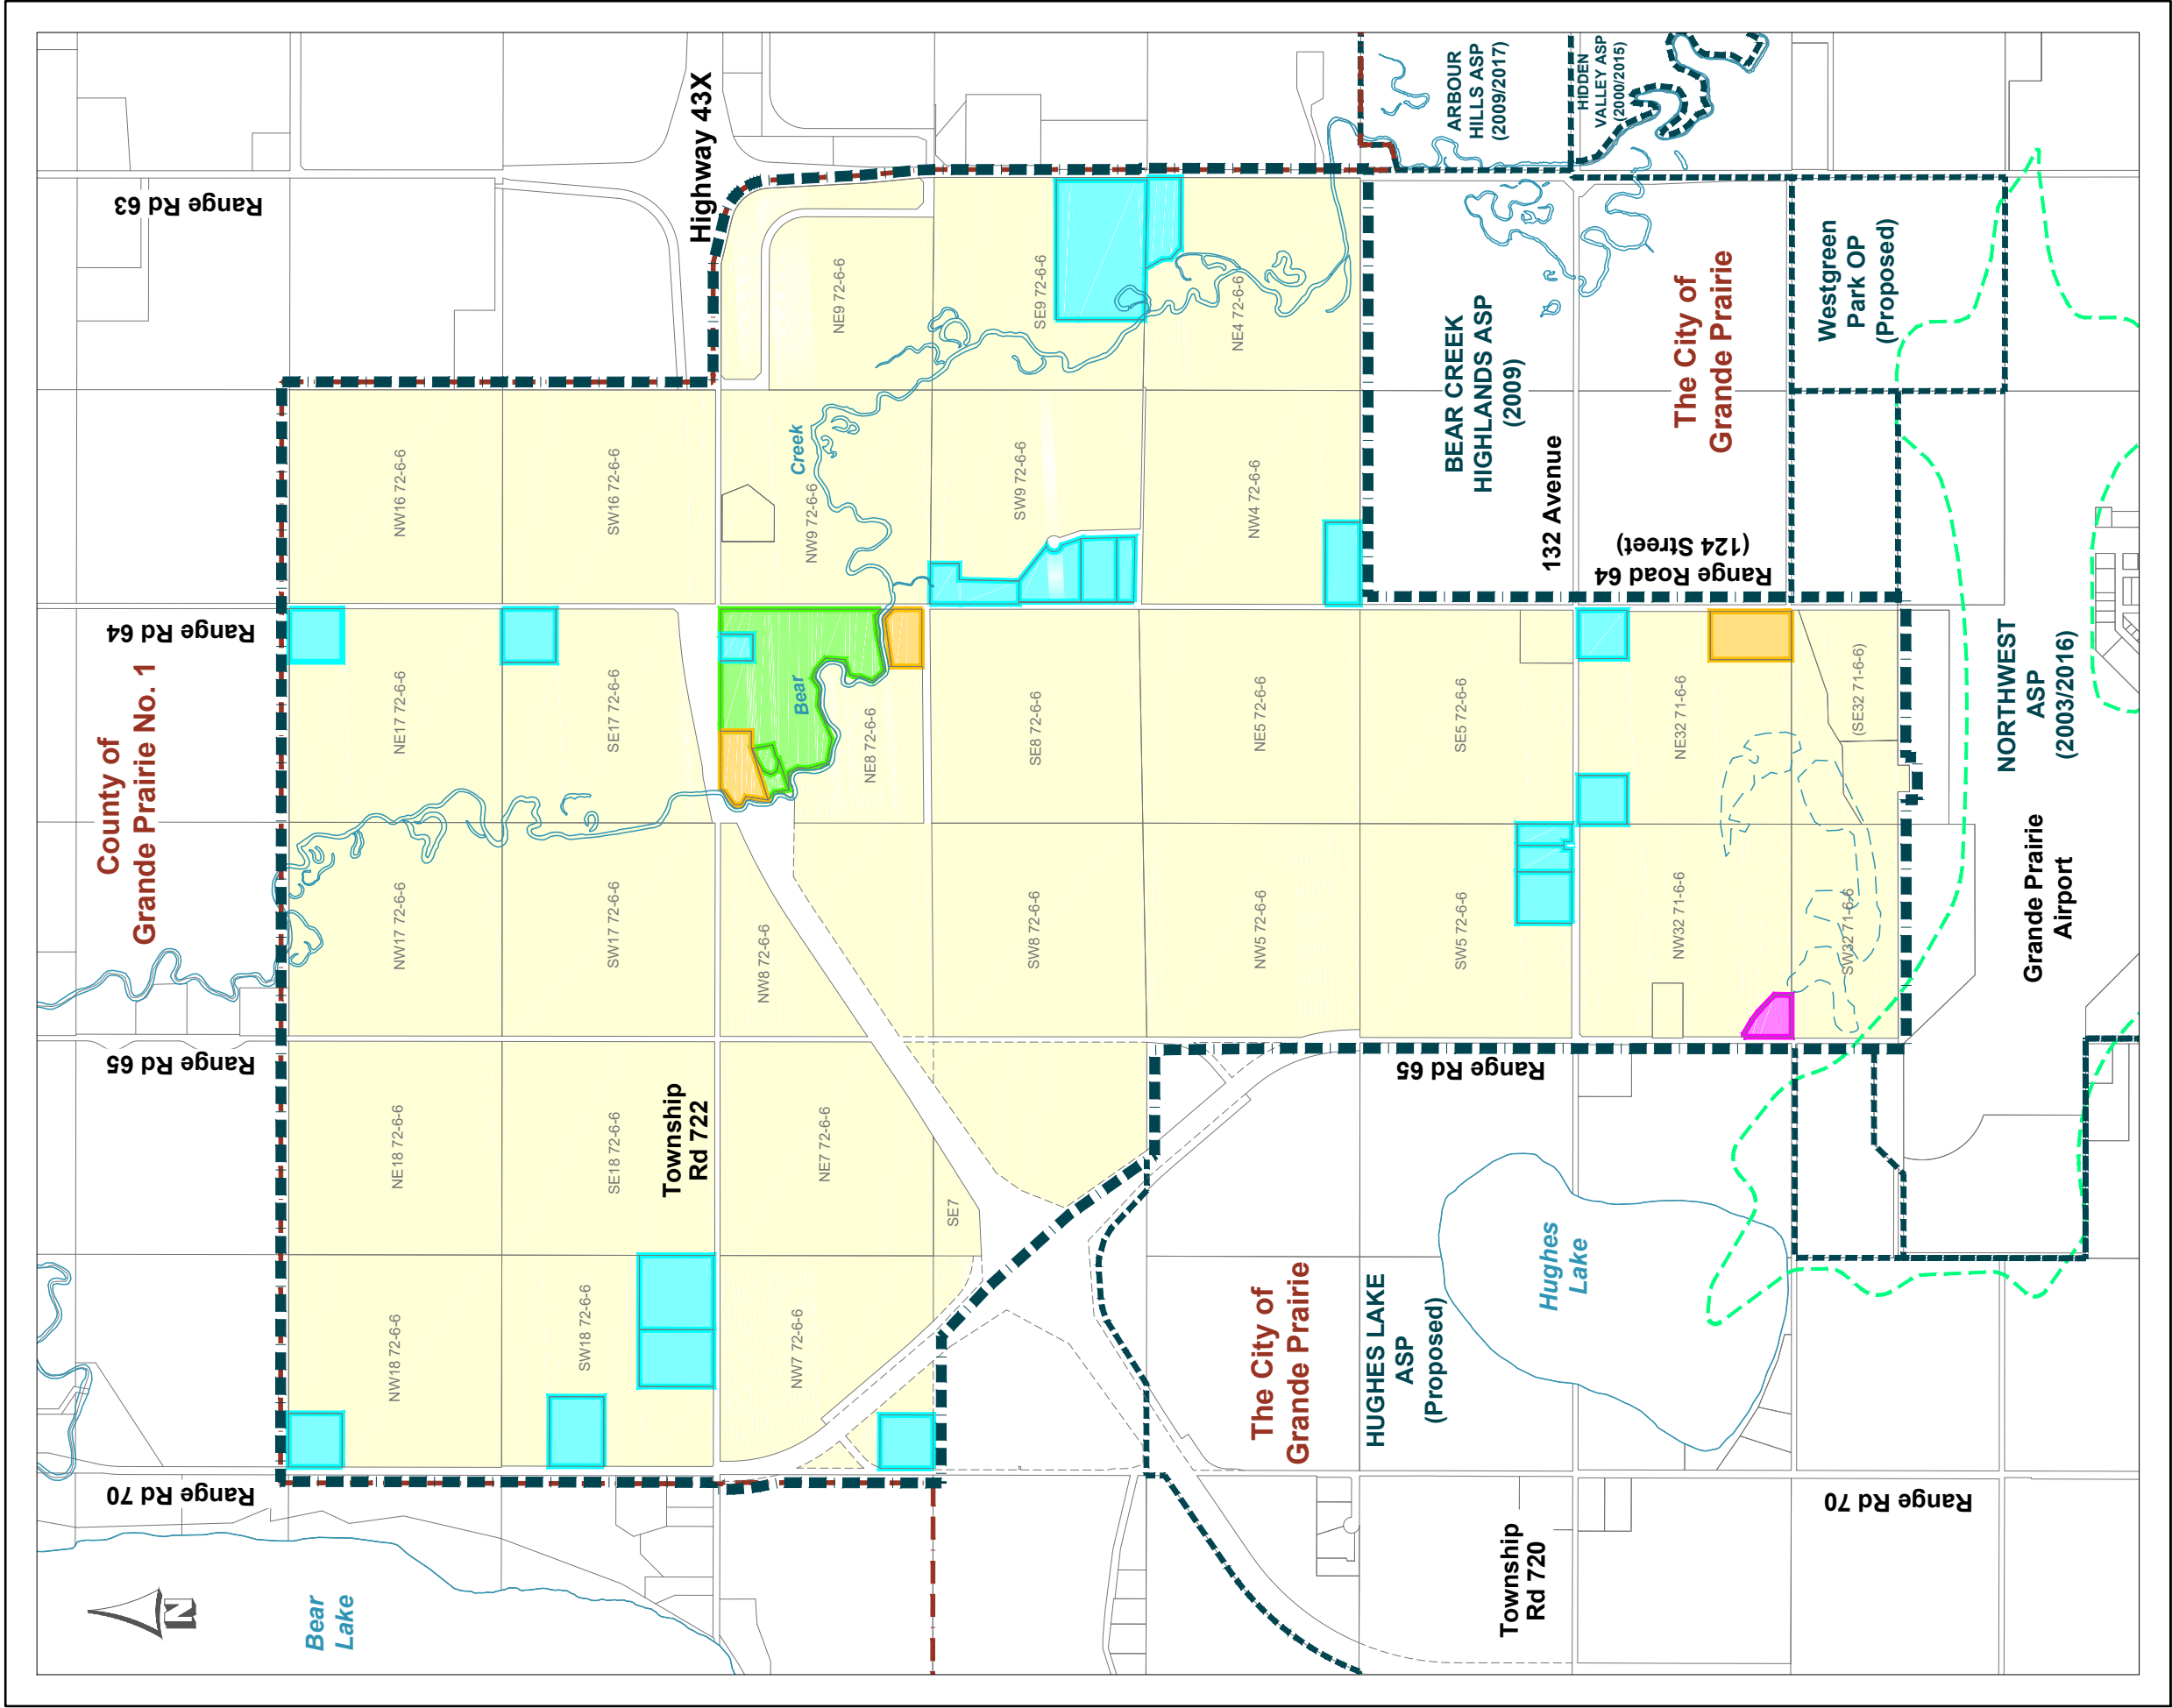 Bear
Lake
N
Range Rd 70
Range Rd 65
Range Rd 64
Range Rd 63
County of
Grande Prairie No. 1
NW18 72-6-6
NE18 72-6-6
NW17 72-6-6
NE17 72-6-6
NW16 72-6-6
SW18 72-6-6
SE18 72-6-6
SW17 72-6-6
SE17 72-6-6
SW16 72-6-6
Township
Rd 722
Highway 43X
NW7 72-6-6
NE7 72-6-6
NW8 72-6-6
NE8 72-6-6
Bear
Creek
NW9 72-6-6
NE9 72-6-6
SE7
SW8 72-6-6
SE8 72-6-6
SW9 72-6-6
SE9 72-6-6
NW5 72-6-6
NE5 72-6-6
NW4 72-6-6
NE4 72-6-6
The City of
Grande Prairie
HUGHES LAKE
ASP
(Proposed)
Range Rd 65
SW5 72-6-6
SE5 72-6-6
BEAR CREEK
HIGHLANDS ASP
(2009)
ARBOUR
HILLS ASP
(2009/2017)
HIDDEN
VALLEY ASP
(2000/2015)
Township
Rd 720
Hughes
Lake
132 Avenue
NW32 71-6-6
NE32 71-6-6
Range Road 64
(124 Street)
The City of
Grande Prairie
SW32 71-6-6
(SE32 71-6-6)
Westgreen
Park OP
(Proposed)
Range Rd 70
Grande Prairie
Airport
NORTHWEST
ASP
(2003/2016)